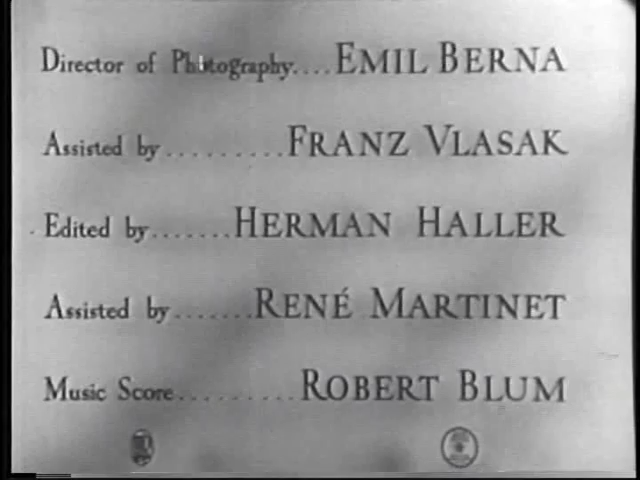 Director of Photography....EMIL BERNA
Assisted by.........FRANZ VLASAK
Edited by.......HERMAN HALLER
Assisted by.......RENÉ MARTINET
Music Score.........ROBERT BLUM